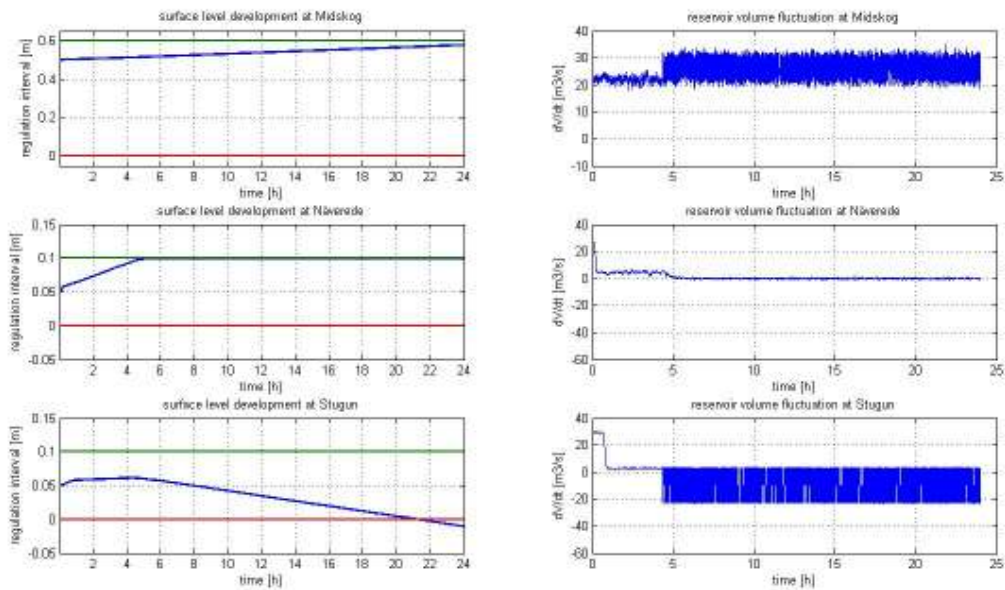 surface level development at Midskog
regulation interval [m]
0.6
0.4
0.2
0
2 4 6 8 10 12 14 16 18 20 22 24
time [h]
reservoir volume fluctuation at Midskog
dV/dt [m3/s]
40
30
20
10
0
-10
0 5 10 15 20 25
time [h]
surface level development at Näverede
regulation interval [m]
0.15
0.1
0.05
0
-0.05
2 4 6 8 10 12 14 16 18 20 22 24
time [h]
reservoir volume fluctuation at Näverede
dV/dt [m3/s]
40
20
0
-20
-40
-60
0 5 10 15 20 25
time [h]
surface level development at Stugun
regulation interval [m]
0.15
0.1
0.05
0
-0.05
2 4 6 8 10 12 14 16 18 20 22 24
time [h]
reservoir volume fluctuation at Stugun
dV/dt [m3/s]
40
20
0
-20
-40
-60
0 5 10 15 20 25
time [h]